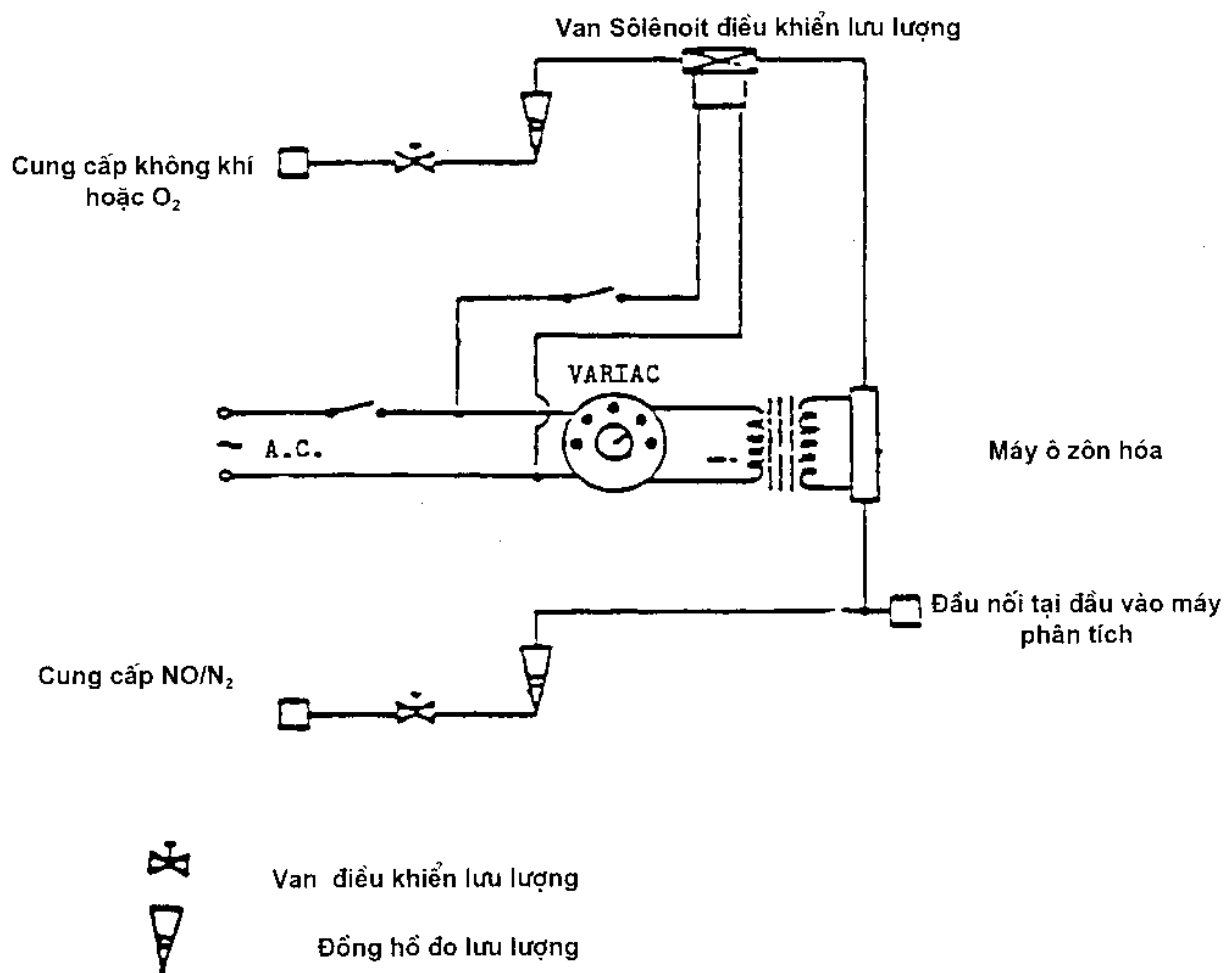 Van Sôlênoit điều khiển lưu lượng
Cung cấp không khí
hoặc O₂
VARIAC
~ A.C.
Máy ô zôn hóa
Đầu nối tại đầu vào máy
phân tích
Cung cấp NO/N₂
Van điều khiển lưu lượng
Đồng hồ đo lưu lượng